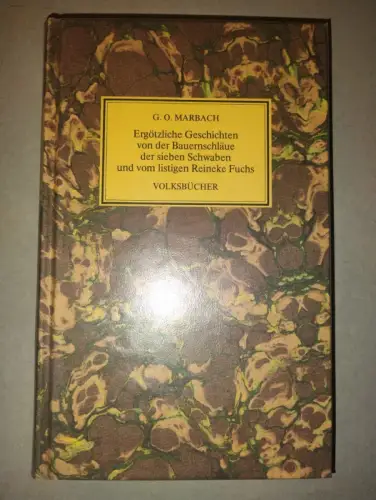 G. O. MARBACH
Ergötzliche Geschichten
von der Bauernschläue
der sieben Schwaben
und vom listigen Reineke Fuchs
VOLKSBÜCHER